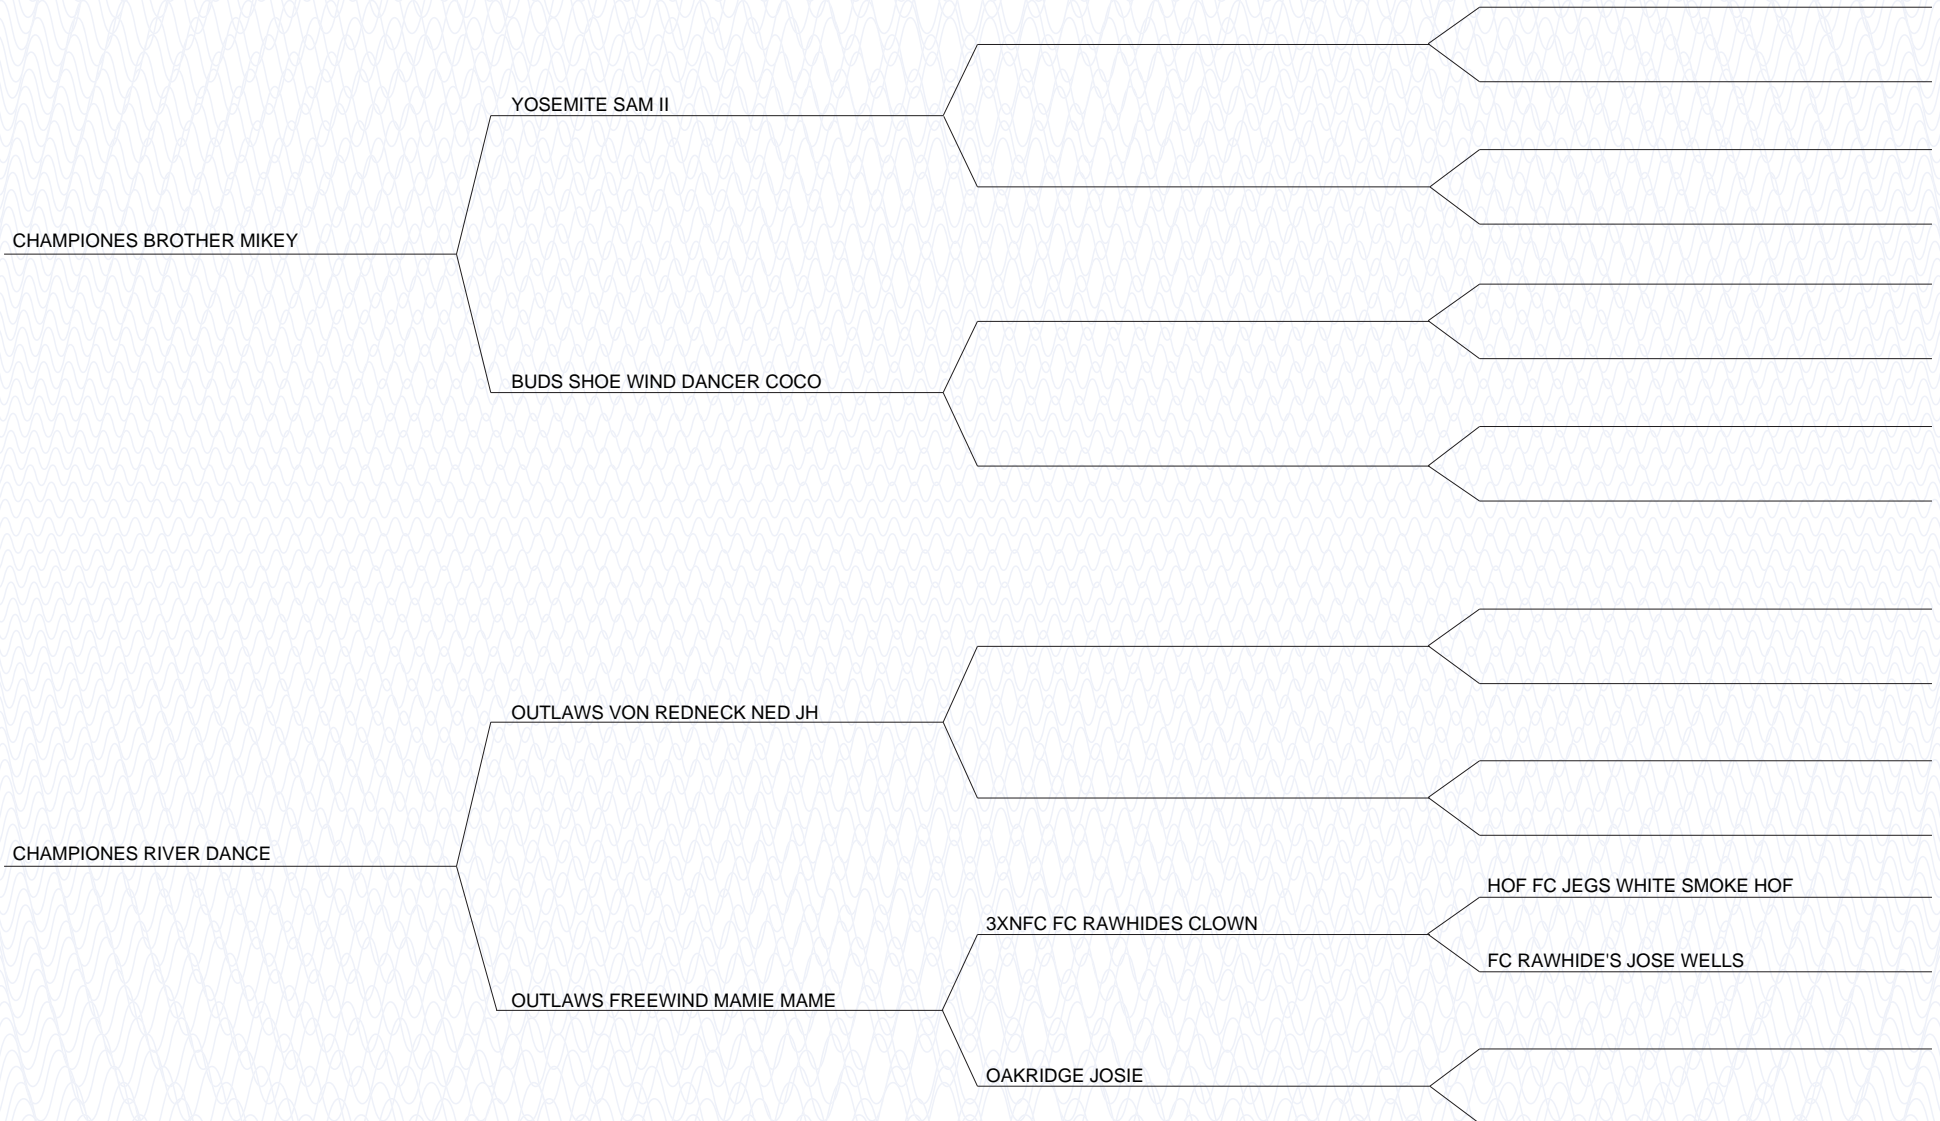 YOSEMITE SAM II
CHAMPIONES BROTHER MIKEY
BUDS SHOE WIND DANCER COCO
OUTLAWS VON REDNECK NED JH
CHAMPIONES RIVER DANCE
HOF FC JEGS WHITE SMOKE HOF
3XNFC FC RAWHIDES CLOWN
FC RAWHIDE'S JOSE WELLS
OUTLAWS FREEWIND MAMIE MAME
OAKRIDGE JOSIE